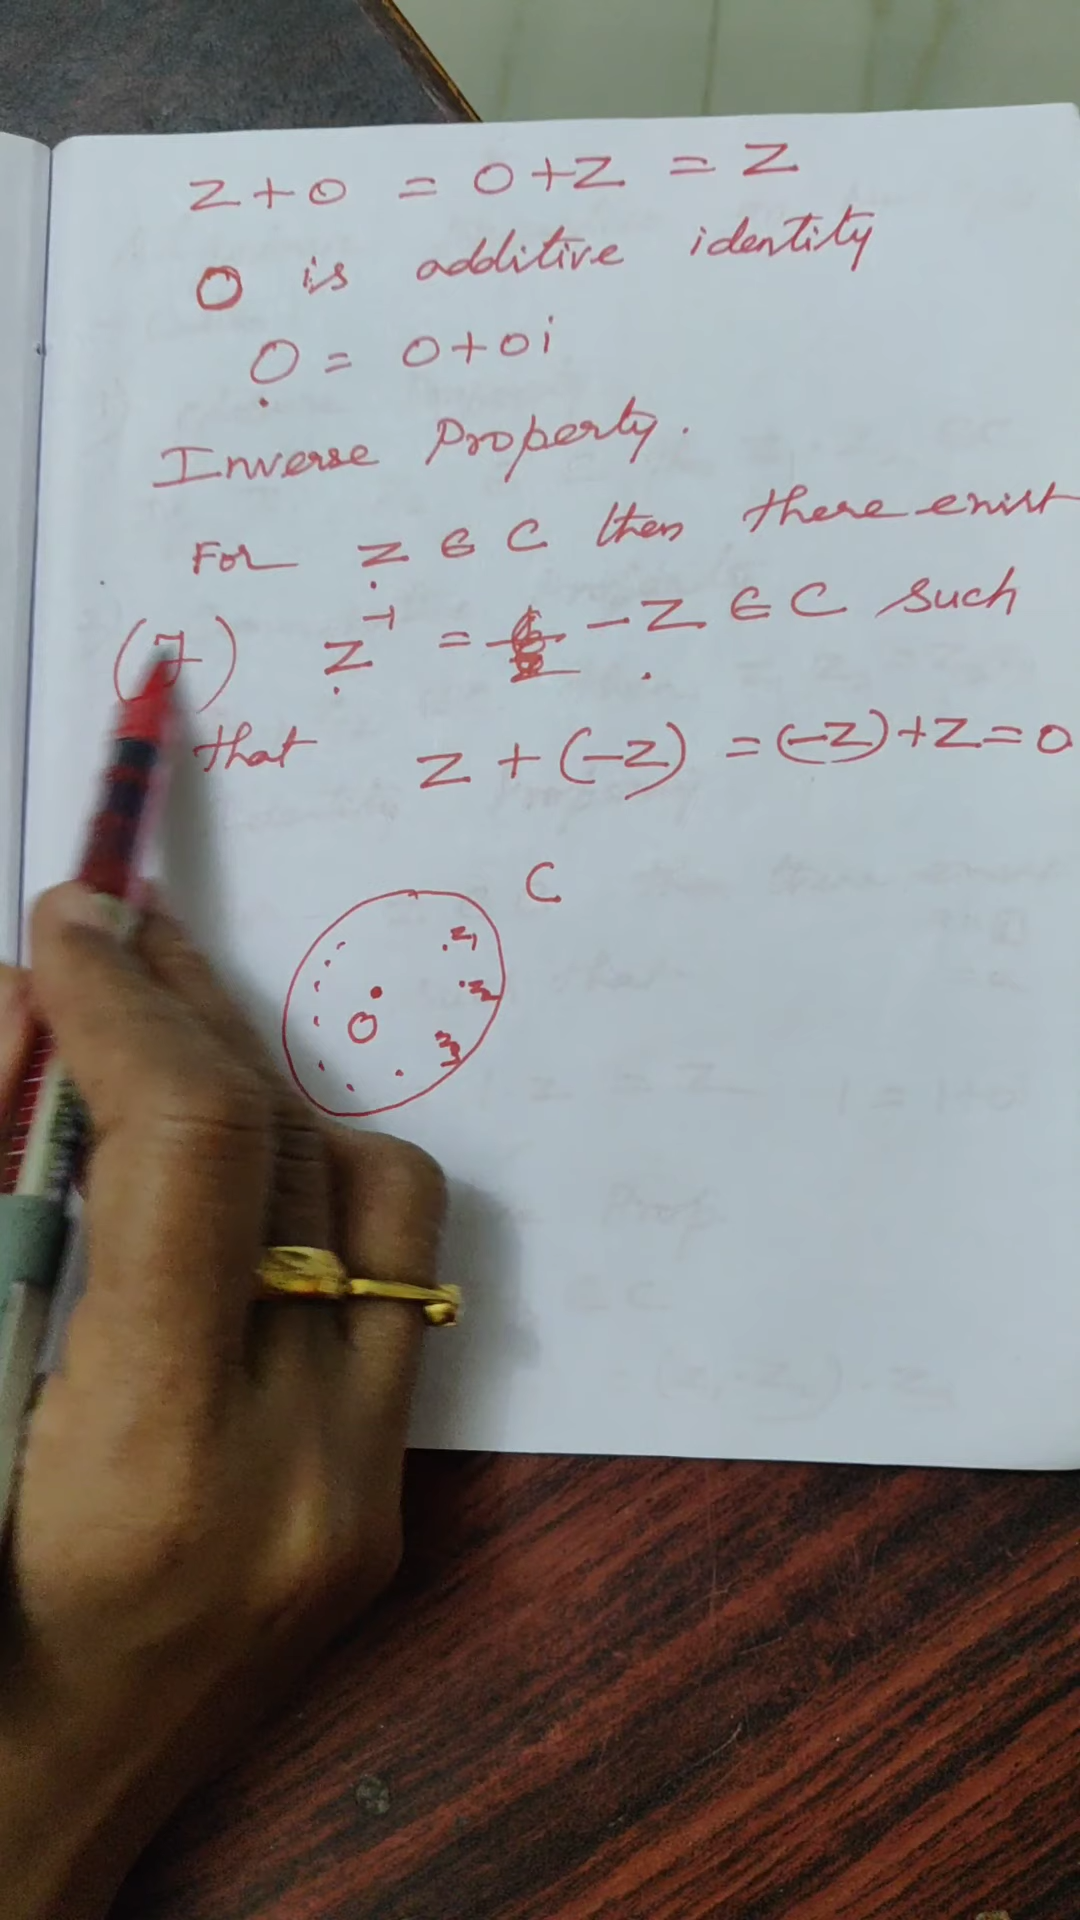 z + 0 = 0 + z = z
0 is additive identity
0 = 0 + 0i
Inverse Property.
For z ∈ C then there exist
z⁻¹ = -z ∈ C such
that z + (-z) = (-z) + z = 0
C
z₁
z₂
0
z₃